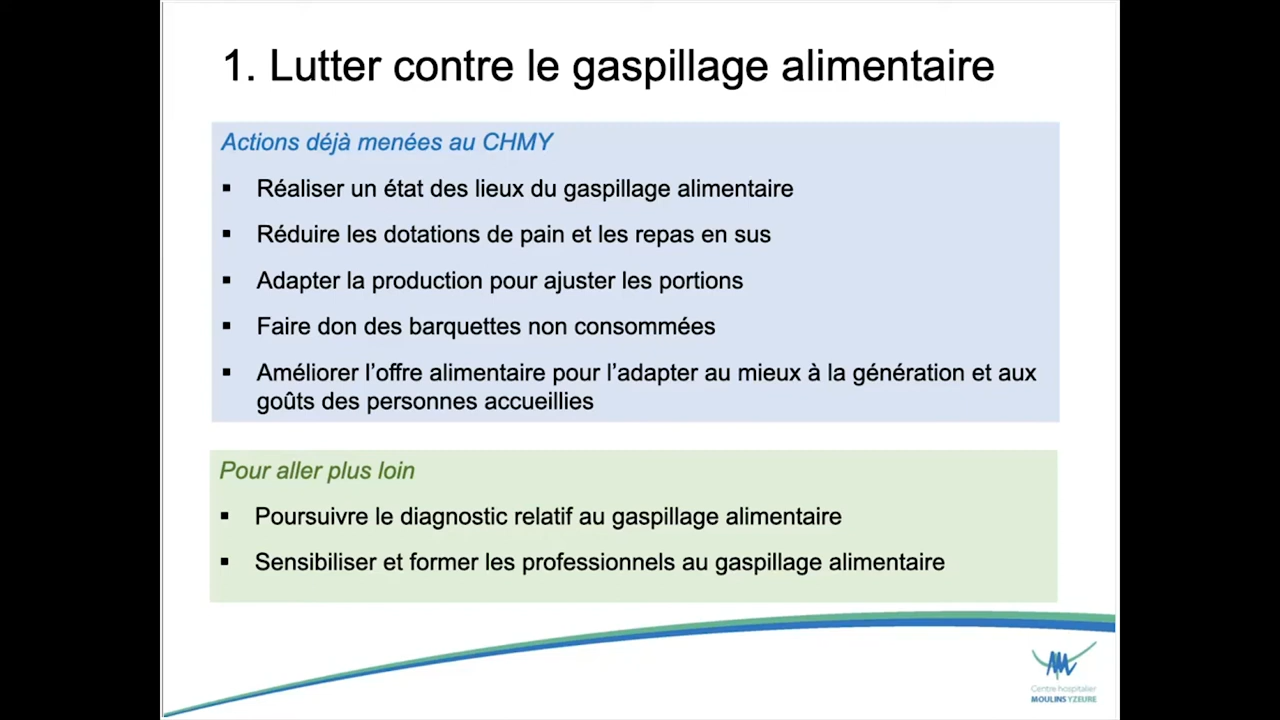 1. Lutter contre le gaspillage alimentaire
Actions déjà menées au CHMY
▪ Réaliser un état des lieux du gaspillage alimentaire
▪ Réduire les dotations de pain et les repas en sus
▪ Adapter la production pour ajuster les portions
▪ Faire don des barquettes non consommées
▪ Améliorer l’offre alimentaire pour l’adapter au mieux à la génération et aux
goûts des personnes accueillies
Pour aller plus loin
▪ Poursuivre le diagnostic relatif au gaspillage alimentaire
▪ Sensibiliser et former les professionnels au gaspillage alimentaire
Centre hospitalier
MOULINS YZEURE